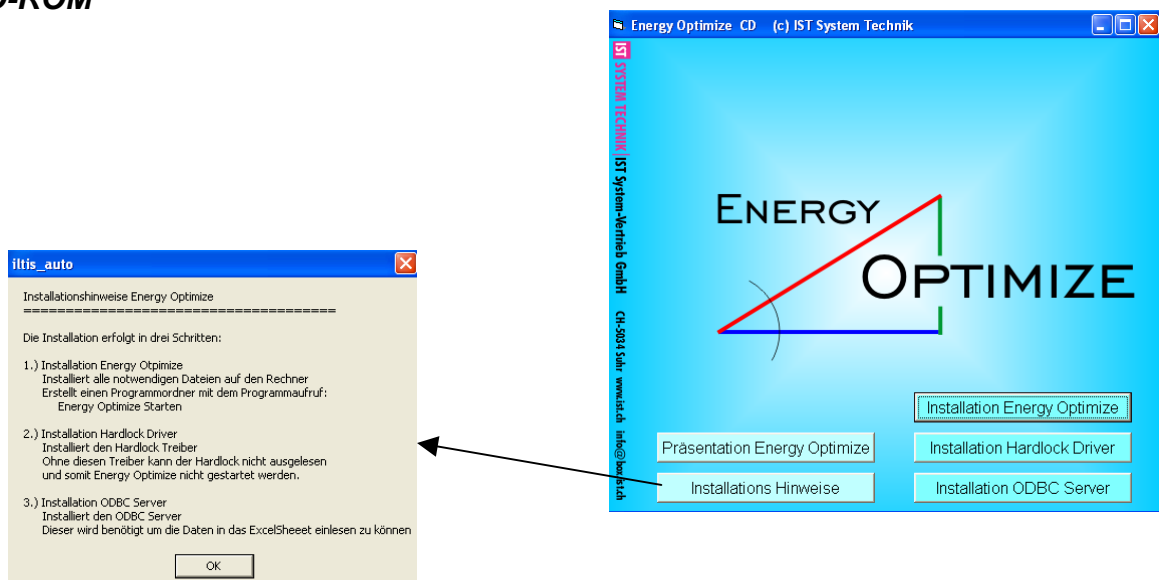 Energy Optimize CD (c) IST System Technik
IST SYSTEM TECHNIK IST System-Vertrieb GmbH CH-5034 Suhr www.ist.ch info@box.ist.ch
ENERGY
OPTIMIZE
Installation Energy Optimize
Präsentation Energy Optimize
Installation Hardlock Driver
Installations Hinweise
Installation ODBC Server
iltis_auto
Installationshinweise Energy Optimize
=====================================
Die Installation erfolgt in drei Schritten:
1.) Installation Energy Otpimize
Installiert alle notwendigen Dateien auf den Rechner
Erstellt einen Programmordner mit dem Programmaufruf:
Energy Optimize Starten
2.) Installation Hardlock Driver
Installiert den Hardlock Treiber
Ohne diesen Treiber kann der Hardlock nicht ausgelesen
und somit Energy Optimize nicht gestartet werden.
3.) Installation ODBC Server
Installiert den ODBC Server
Dieser wird benötigt um die Daten in das ExcelSheeet einlesen zu können
OK